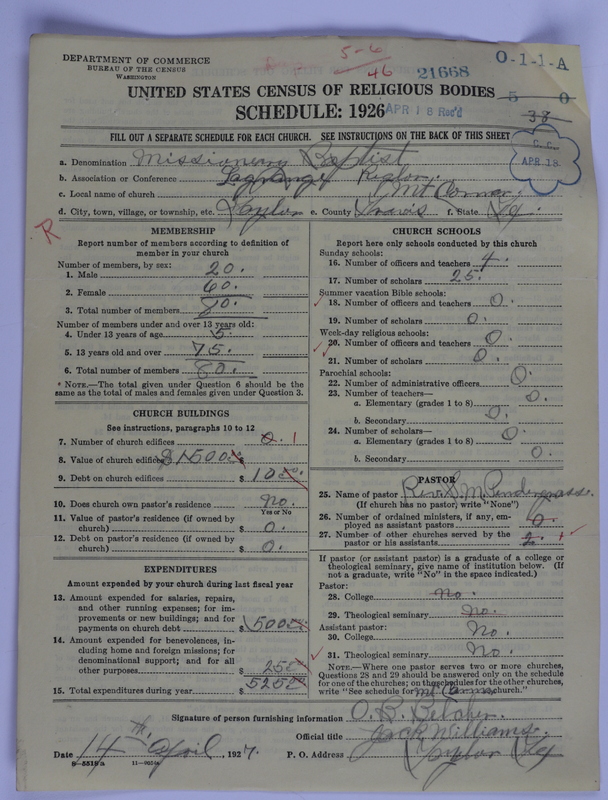 5-6
46
21668
O-1-1-A
DEPARTMENT OF COMMERCE
BUREAU OF THE CENSUS
WASHINGTON
UNITED STATES CENSUS OF RELIGIOUS BODIES
5 0
SCHEDULE: 1926
APR 18 Rec'd
38
FILL OUT A SEPARATE SCHEDULE FOR EACH CHURCH. SEE INSTRUCTIONS ON THE BACK OF THIS SHEET
APR 18
a. Denomination Missionary Baptist
b. Association or Conference Lagrange
c. Local name of church Mt
d. City, town, village, or township, etc. Taylor e. County Travis f. State
R
MEMBERSHIP
Report number of members according to definition of member in your church
Number of members, by sex:
1. Male 20.
2. Female 60.
3. Total number of members 80.
Number of members under and over 13 years old:
4. Under 13 years of age 5.
5. 13 years old and over 75.
6. Total number of members 80.
* NOTE.—The total given under Question 6 should be the same as the total of males and females given under Question 3.
CHURCH BUILDINGS
See instructions, paragraphs 10 to 12
7. Number of church edifices 0. 1
8. Value of church edifices $1500.
9. Debt on church edifices $
10. Does church own pastor's residence no.
Yes or No
11. Value of pastor's residence (if owned by church) $ 0.
12. Debt on pastor's residence (if owned by church) $ 0.
EXPENDITURES
Amount expended by your church during last fiscal year
13. Amount expended for salaries, repairs, and other running expenses; for improvements or new buildings; and for payments on church debt $500
14. Amount expended for benevolences, including home and foreign missions; for denominational support; and for all other purposes $ 25
15. Total expenditures during year $ 525
CHURCH SCHOOLS
Report here only schools conducted by this church
Sunday schools:
16. Number of officers and teachers 4.
17. Number of scholars 25.
Summer vacation Bible schools:
18. Number of officers and teachers 0.
19. Number of scholars 0.
Week-day religious schools:
20. Number of officers and teachers 0.
21. Number of scholars 0.
Parochial schools:
22. Number of administrative officers 0.
23. Number of teachers—
a. Elementary (grades 1 to 8) 0.
b. Secondary 0.
24. Number of scholars—
a. Elementary (grades 1 to 8) 0.
b. Secondary 0.
PASTOR
25. Name of pastor Rev. S. M. Pendergrass.
(If church has no pastor, write "None")
26. Number of ordained ministers, if any, employed as assistant pastors 0.
27. Number of other churches served by the pastor or his assistants 2. 1
If pastor (or assistant pastor) is a graduate of a college or theological seminary, give name of institution below. (If not a graduate, write "No" in the space indicated.)
Pastor:
28. College no.
29. Theological seminary No.
Assistant pastor:
30. College No.
31. Theological seminary No.
NOTE.—Where one pastor serves two or more churches, Questions 28 and 29 should be answered only on the schedule for one of the churches; on the schedules for the other churches, write "See schedule for mt church."
Signature of person furnishing information O. B. Belcher.
Official title Jack Williams.
Date 14th April, 1927.
P. O. Address Taylor
8-5518a